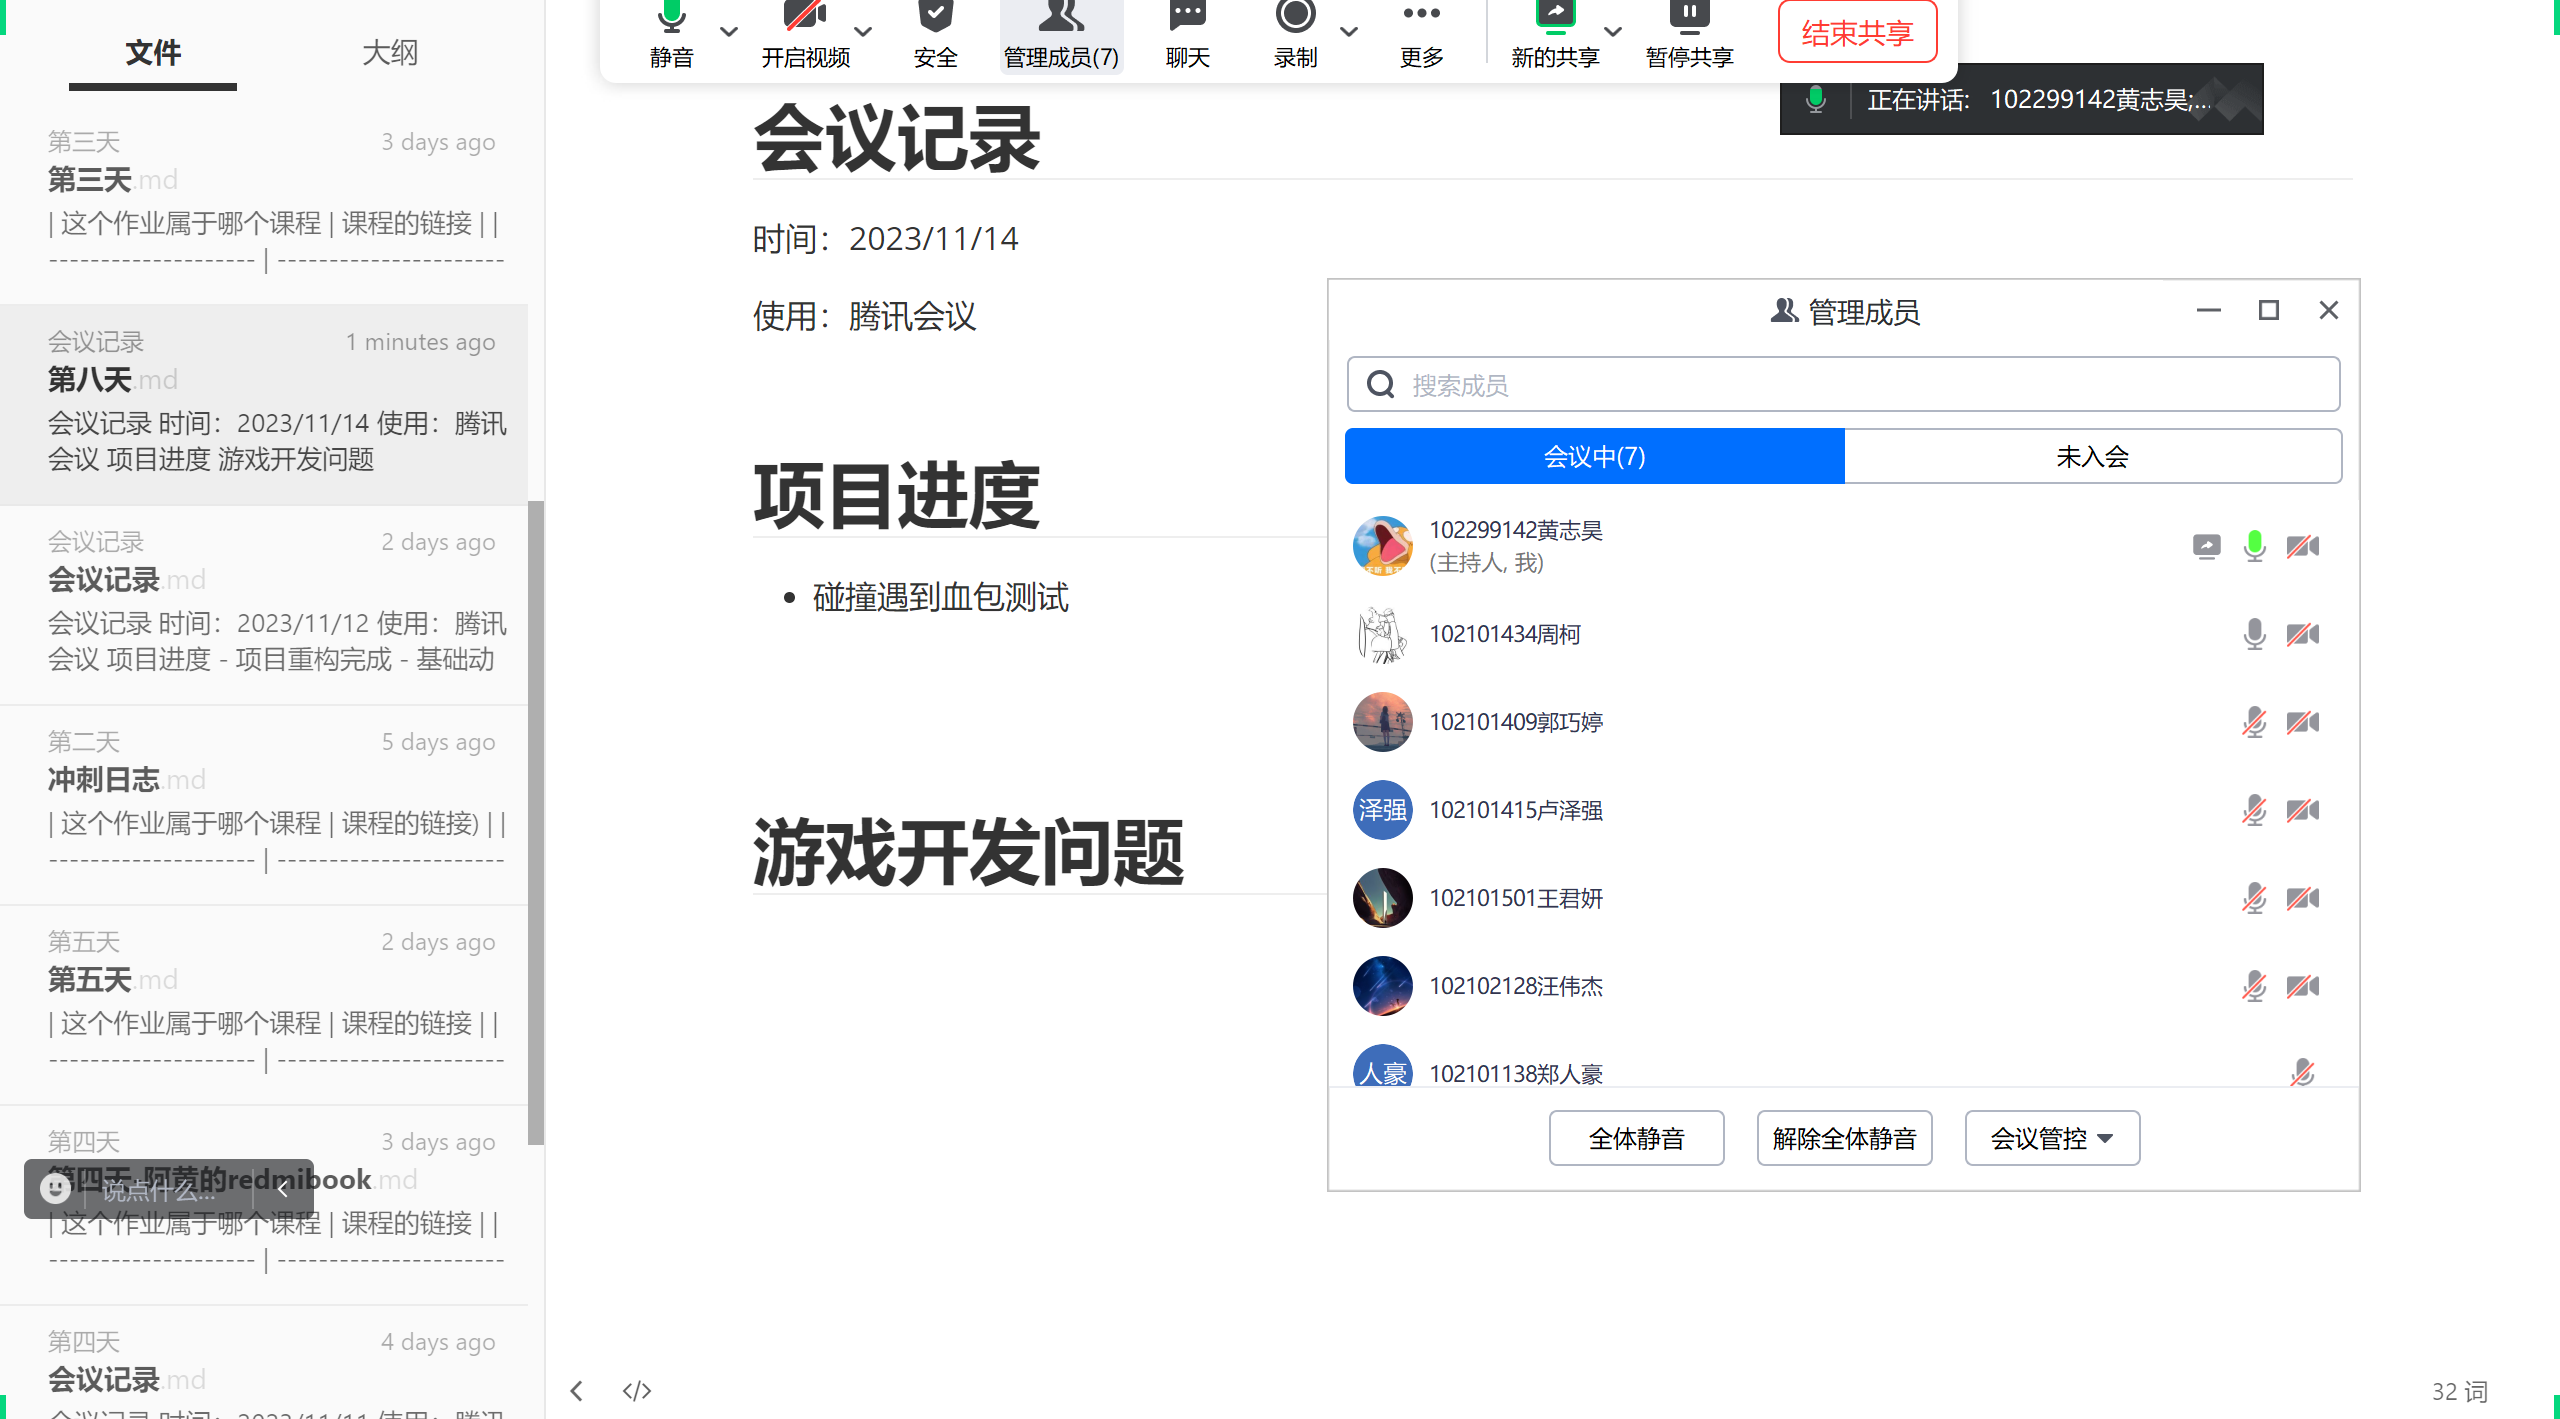 静音
开启视频
安全
管理成员(7)
聊天
录制
更多
新的共享
暂停共享
结束共享
正在讲话: 102299142黄志昊;...
文件
大纲
第三天
3 days ago
第三天.md
| 这个作业属于哪个课程 | 课程的链接 | |
-------------------- | ----------------------
会议记录
1 minutes ago
第八天.md
会议记录 时间：2023/11/14 使用：腾讯
会议 项目进度 游戏开发问题
会议记录
2 days ago
会议记录.md
会议记录 时间：2023/11/12 使用：腾讯
会议 项目进度 - 项目重构完成 - 基础动
第二天
5 days ago
冲刺日志.md
| 这个作业属于哪个课程 | 课程的链接) | |
-------------------- | ----------------------
第五天
2 days ago
第五天.md
| 这个作业属于哪个课程 | 课程的链接 | |
-------------------- | ----------------------
第四天
3 days ago
第四天-阿黄的redmibook.md
说点什么...
| 这个作业属于哪个课程 | 课程的链接 | |
-------------------- | ----------------------
第四天
4 days ago
会议记录.md
会议记录 时间：2023/11/11 使用：腾讯
会议记录
时间：2023/11/14
使用：腾讯会议
项目进度
• 碰撞遇到血包测试
游戏开发问题
管理成员
搜索成员
会议中(7)
未入会
102299142黄志昊
(主持人, 我)
102101434周柯
102101409郭巧婷
泽强
102101415卢泽强
102101501王君妍
102102128汪伟杰
人豪
102101138郑人豪
全体静音
解除全体静音
会议管控
32 词